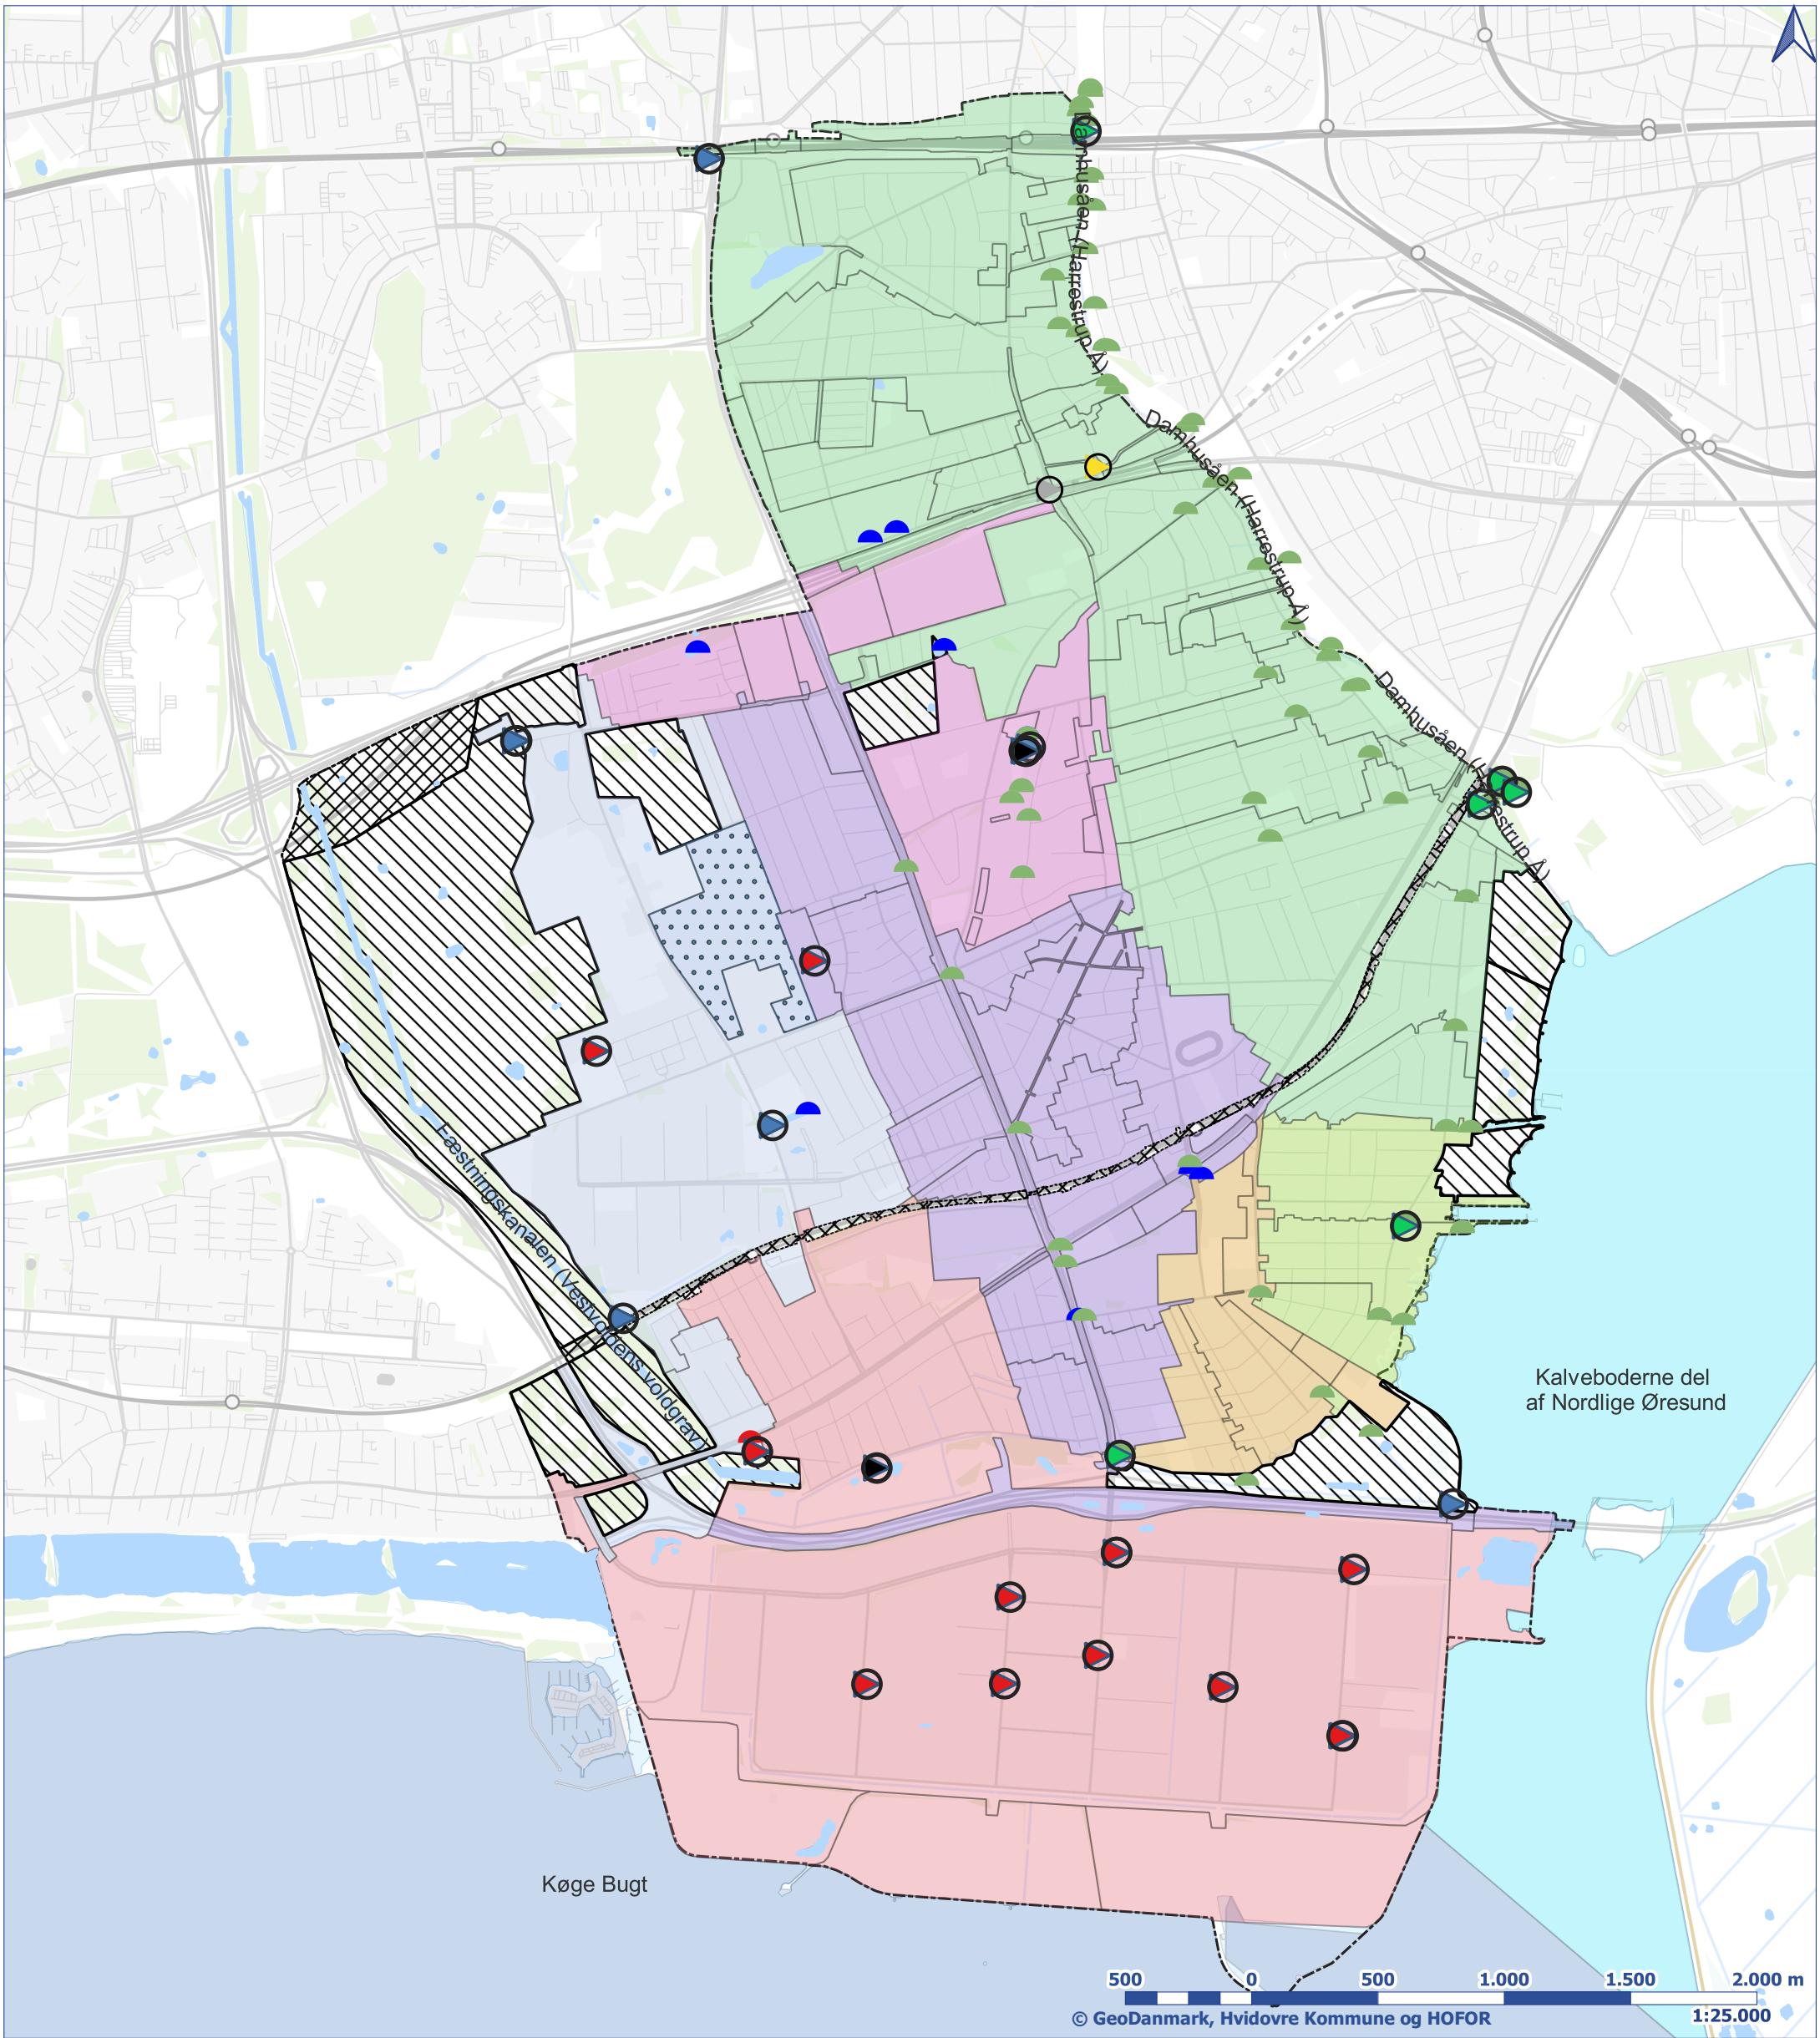 Damhusåen (Harrestrup Å)
Damhusåen (Harrestrup Å)
Damhusåen (Harrestrup Å)
Fæstningskanalen (Vestvoldens voldgrav)
Kalveboderne del
af Nordlige Øresund
Køge Bugt
500 0 500 1.000 1.500 2.000 m
© GeoDanmark, Hvidovre Kommune og HOFOR 1:25.000